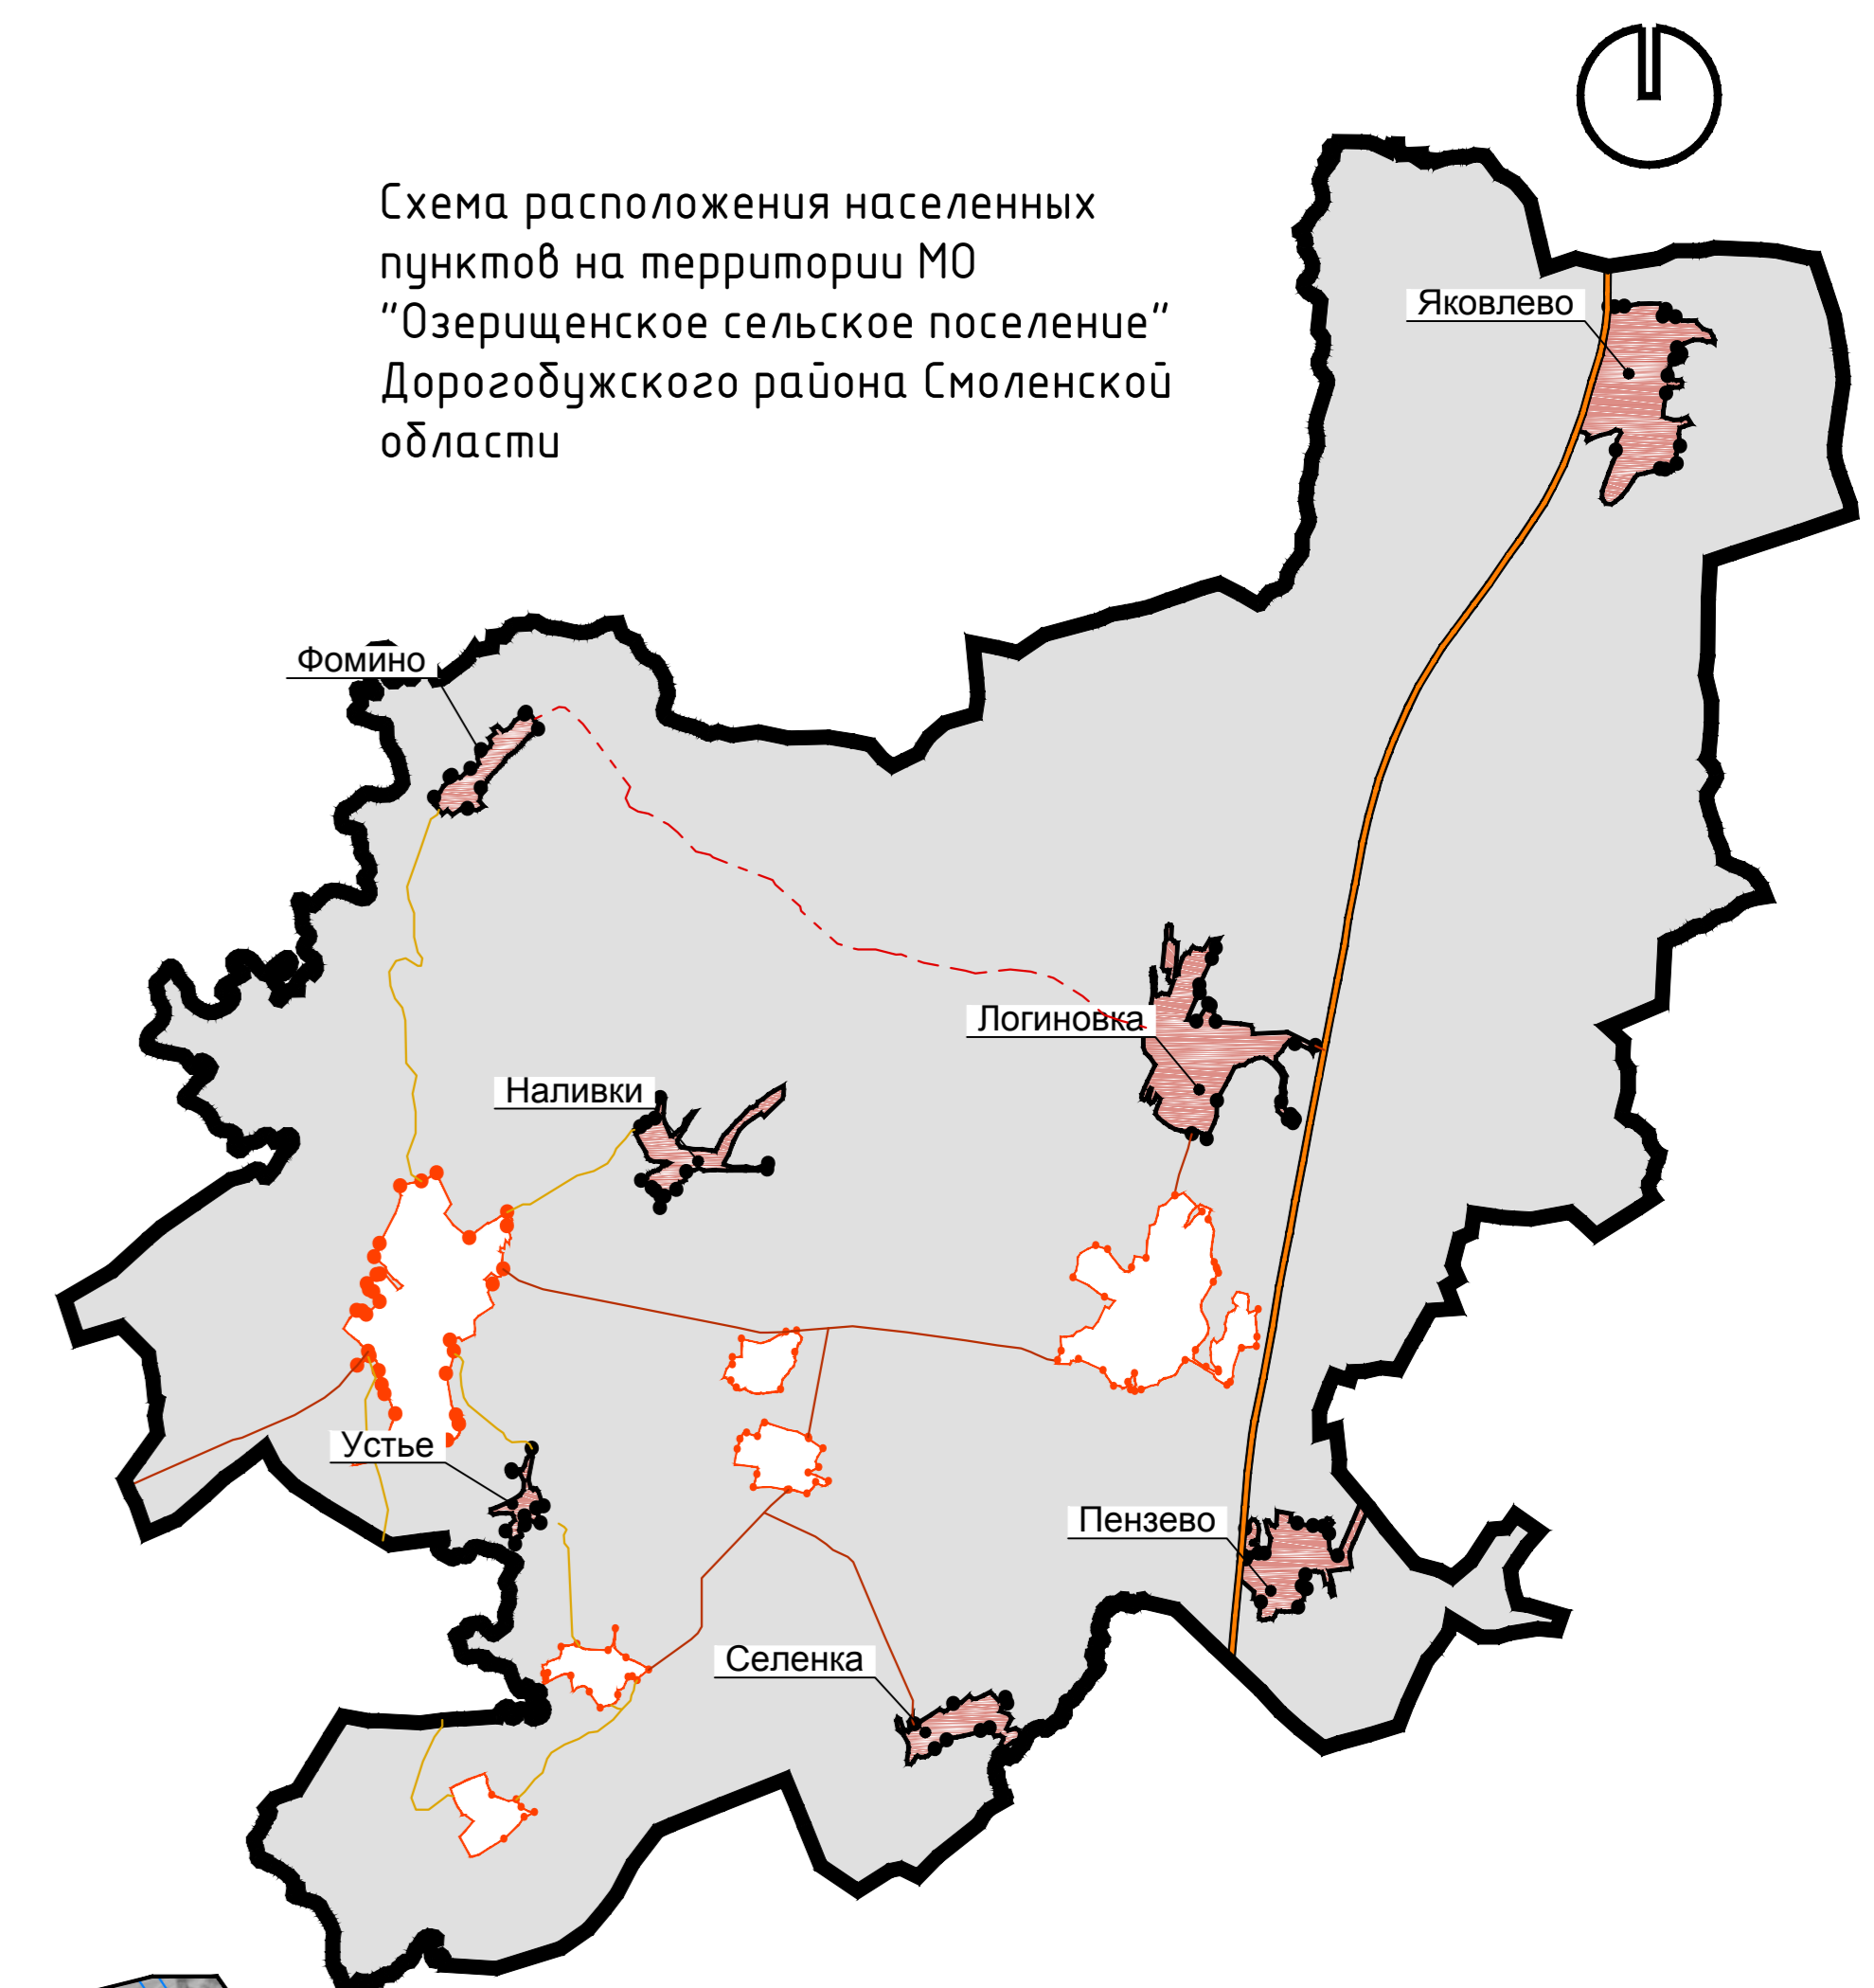 Схема расположения населенных
пунктов на территории МО
"Озерищенское сельское поселение"
Дорогобужского района Смоленской
области
Яковлево
Фомино
Логиновка
Наливки
Устье
Пензево
Селенка